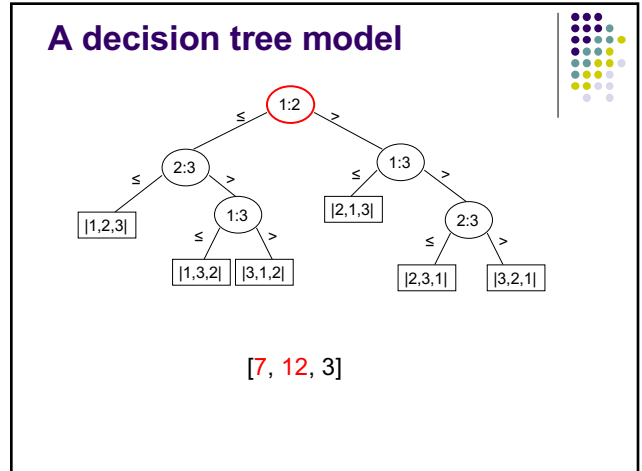 A decision tree model
1:2
≤ >
2:3 1:3
≤ > ≤ >
|1,2,3| 1:3 |2,1,3| 2:3
≤ > ≤ >
|1,3,2| |3,1,2| |2,3,1| |3,2,1|
[7, 12, 3]